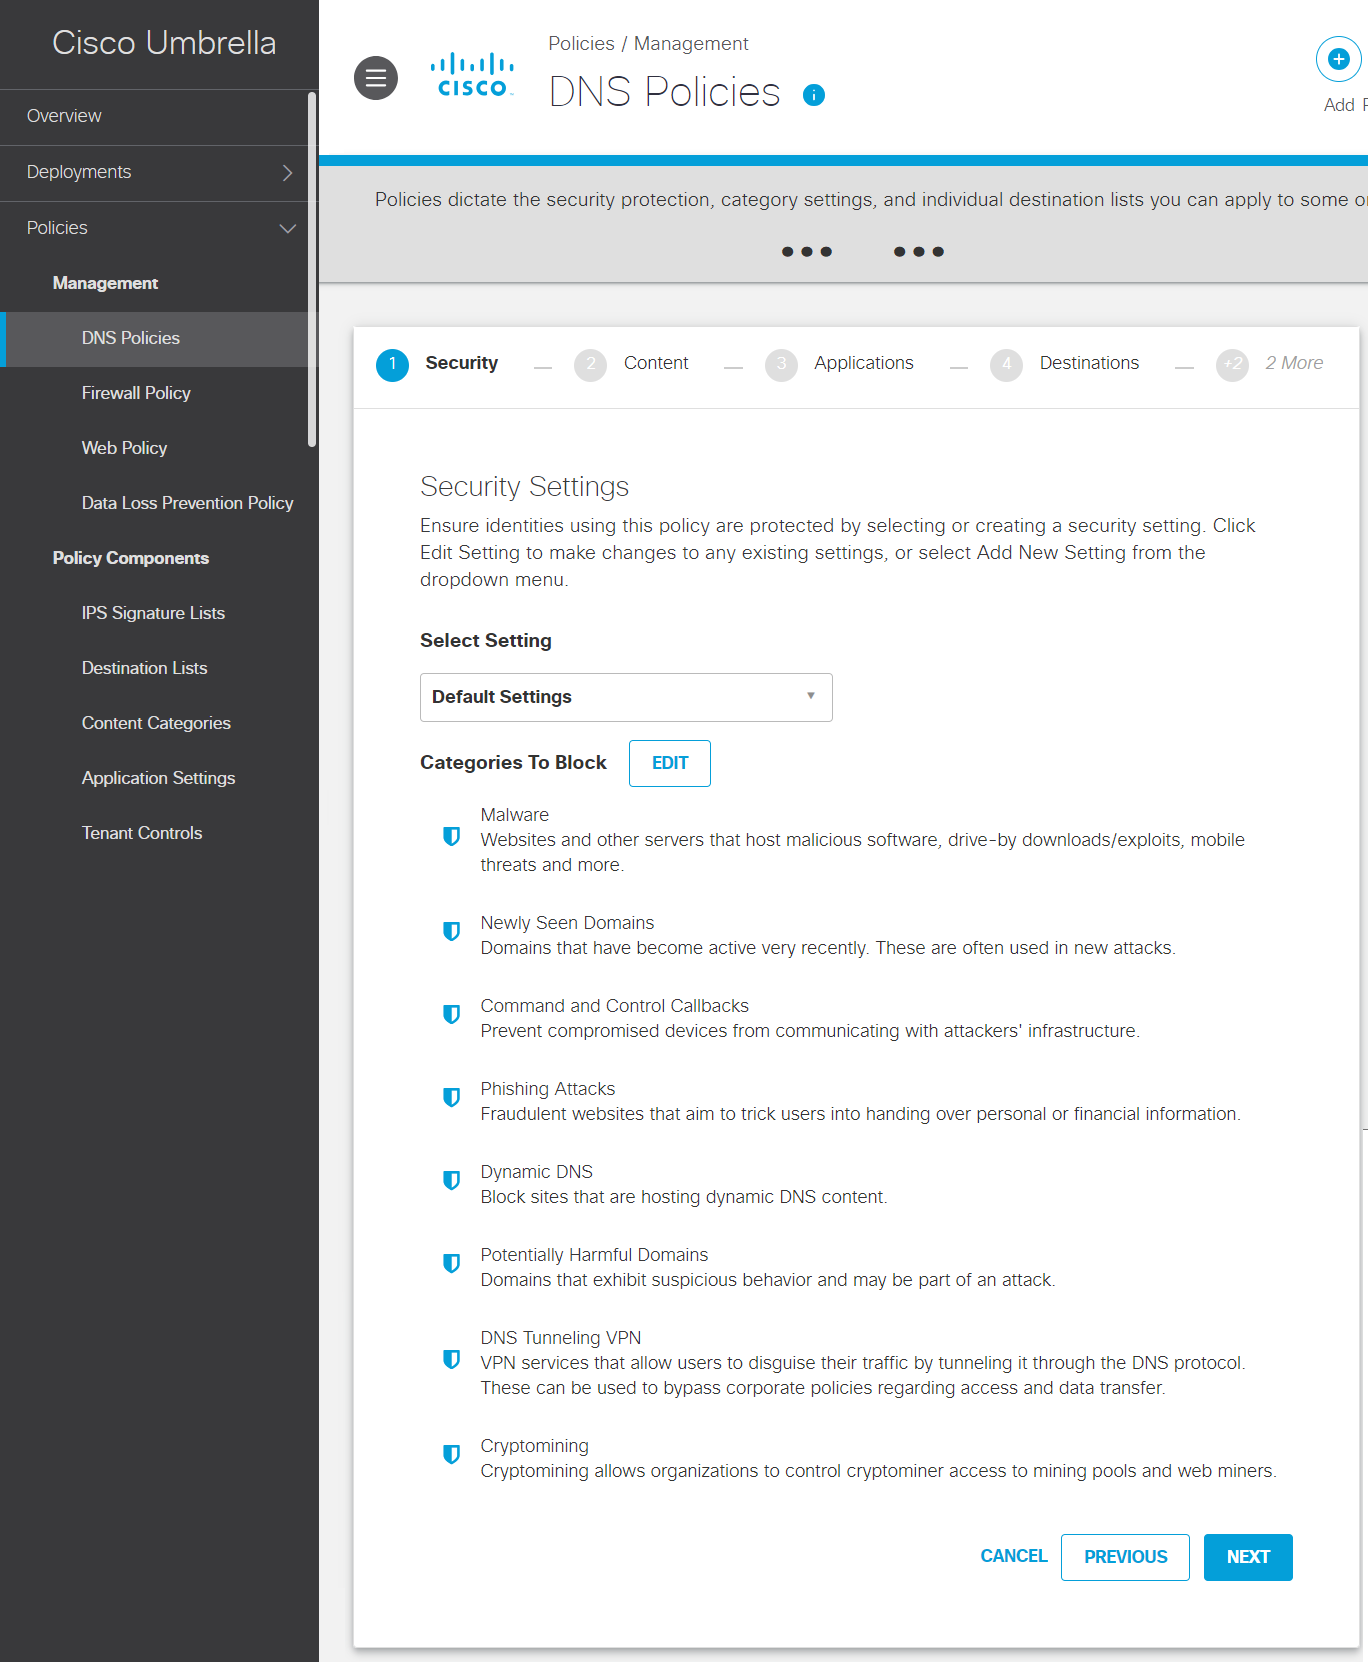 Cisco Umbrella
Overview
Deployments
Policies
Management
DNS Policies
Firewall Policy
Web Policy
Data Loss Prevention Policy
Policy Components
IPS Signature Lists
Destination Lists
Content Categories
Application Settings
Tenant Controls
CISCO
Policies / Management
DNS Policies
Add
Policies dictate the security protection, category settings, and individual destination lists you can apply to some
1 Security
2 Content
3 Applications
4 Destinations
+2 2 More
Security Settings
Ensure identities using this policy are protected by selecting or creating a security setting. Click
Edit Setting to make changes to any existing settings, or select Add New Setting from the
dropdown menu.
Select Setting
Default Settings
Categories To Block
EDIT
Malware
Websites and other servers that host malicious software, drive-by downloads/exploits, mobile
threats and more.
Newly Seen Domains
Domains that have become active very recently. These are often used in new attacks.
Command and Control Callbacks
Prevent compromised devices from communicating with attackers' infrastructure.
Phishing Attacks
Fraudulent websites that aim to trick users into handing over personal or financial information.
Dynamic DNS
Block sites that are hosting dynamic DNS content.
Potentially Harmful Domains
Domains that exhibit suspicious behavior and may be part of an attack.
DNS Tunneling VPN
VPN services that allow users to disguise their traffic by tunneling it through the DNS protocol.
These can be used to bypass corporate policies regarding access and data transfer.
Cryptomining
Cryptomining allows organizations to control cryptominer access to mining pools and web miners.
CANCEL
PREVIOUS
NEXT